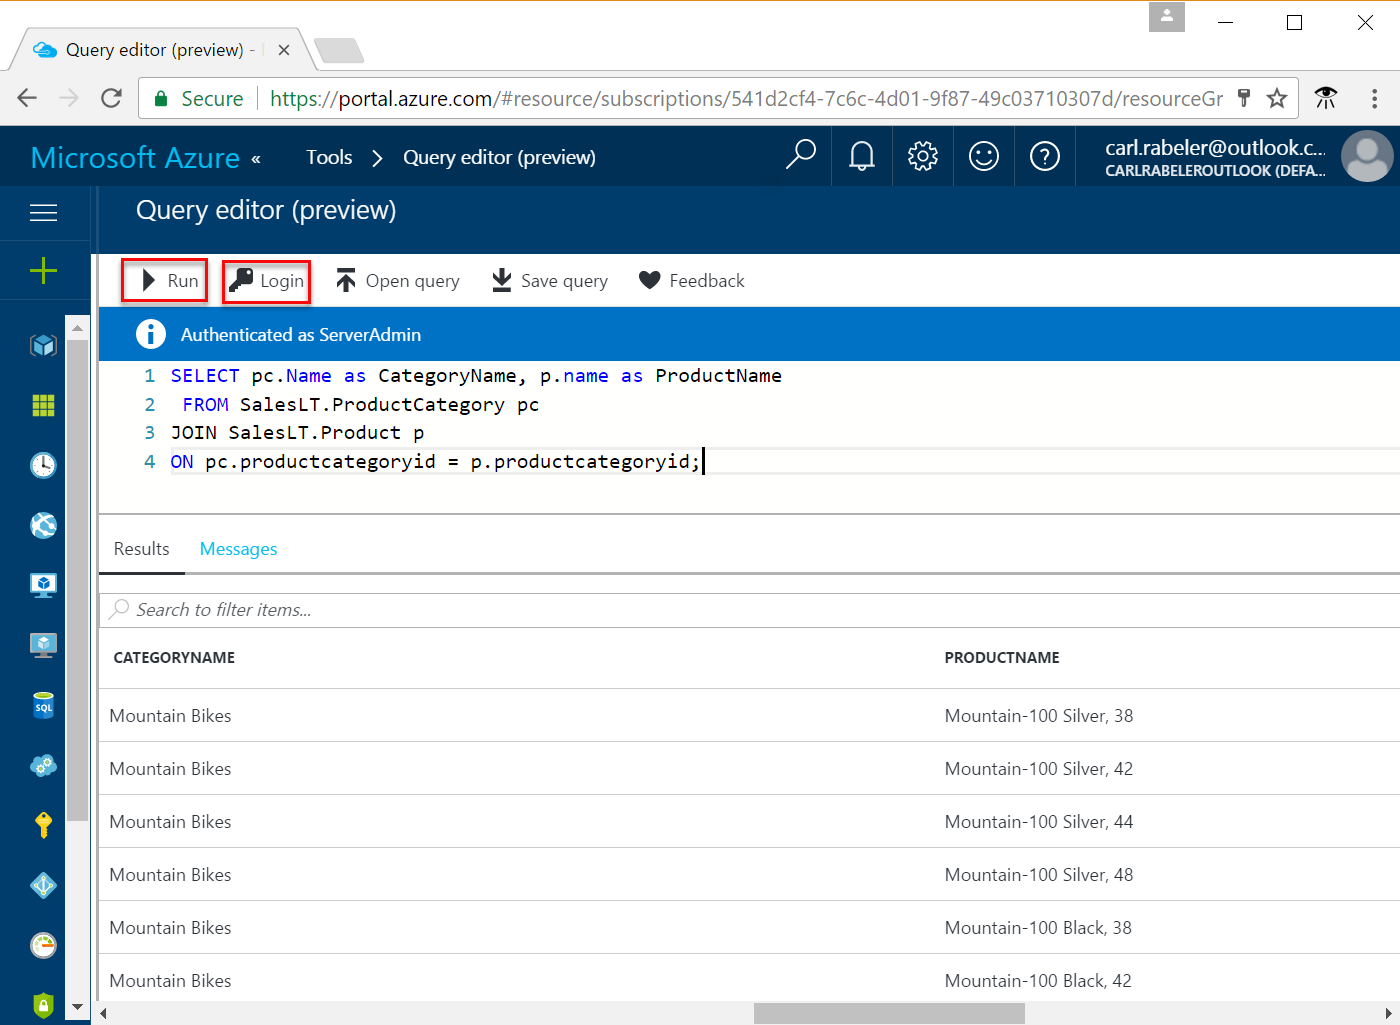 Query editor (preview) -
Secure https://portal.azure.com/#resource/subscriptions/541d2cf4-7c6c-4d01-9f87-49c03710307d/resourceGr
Microsoft Azure « Tools > Query editor (preview)
carl.rabeler@outlook.c...
CARLRABELEROUTLOOK (DEFA...
Query editor (preview)
Run Login Open query Save query Feedback
Authenticated as ServerAdmin
1 SELECT pc.Name as CategoryName, p.name as ProductName
2 FROM SalesLT.ProductCategory pc
3 JOIN SalesLT.Product p
4 ON pc.productcategoryid = p.productcategoryid;
Results Messages
Search to filter items...
CATEGORYNAME PRODUCTNAME
Mountain Bikes Mountain-100 Silver, 38
Mountain Bikes Mountain-100 Silver, 42
Mountain Bikes Mountain-100 Silver, 44
Mountain Bikes Mountain-100 Silver, 48
Mountain Bikes Mountain-100 Black, 38
Mountain Bikes Mountain-100 Black, 42
SQL